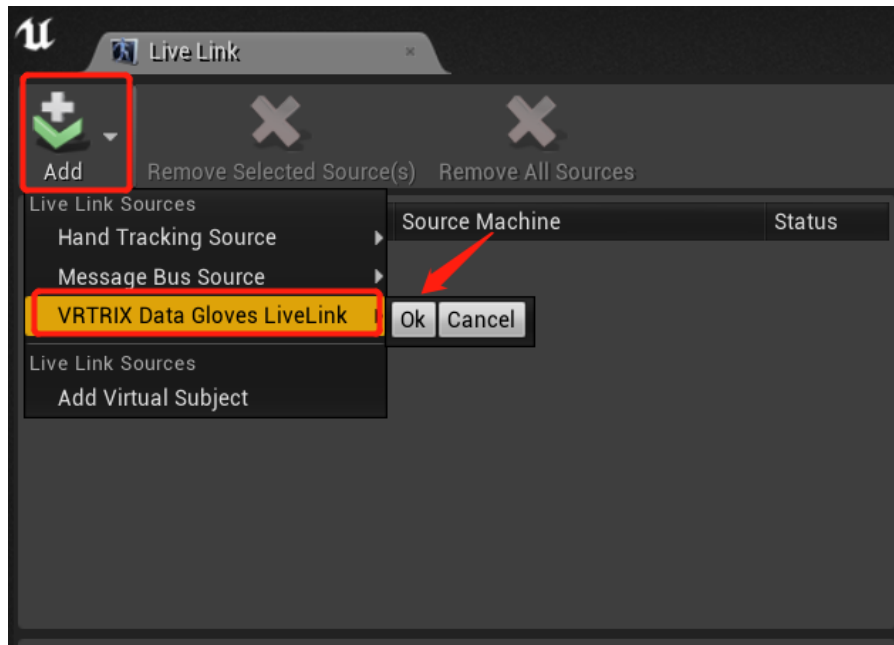 Live Link
Add
Remove Selected Source(s)
Remove All Sources
Live Link Sources
Source Machine
Status
Hand Tracking Source
Message Bus Source
VRTRIX Data Gloves LiveLink
Ok
Cancel
Live Link Sources
Add Virtual Subject